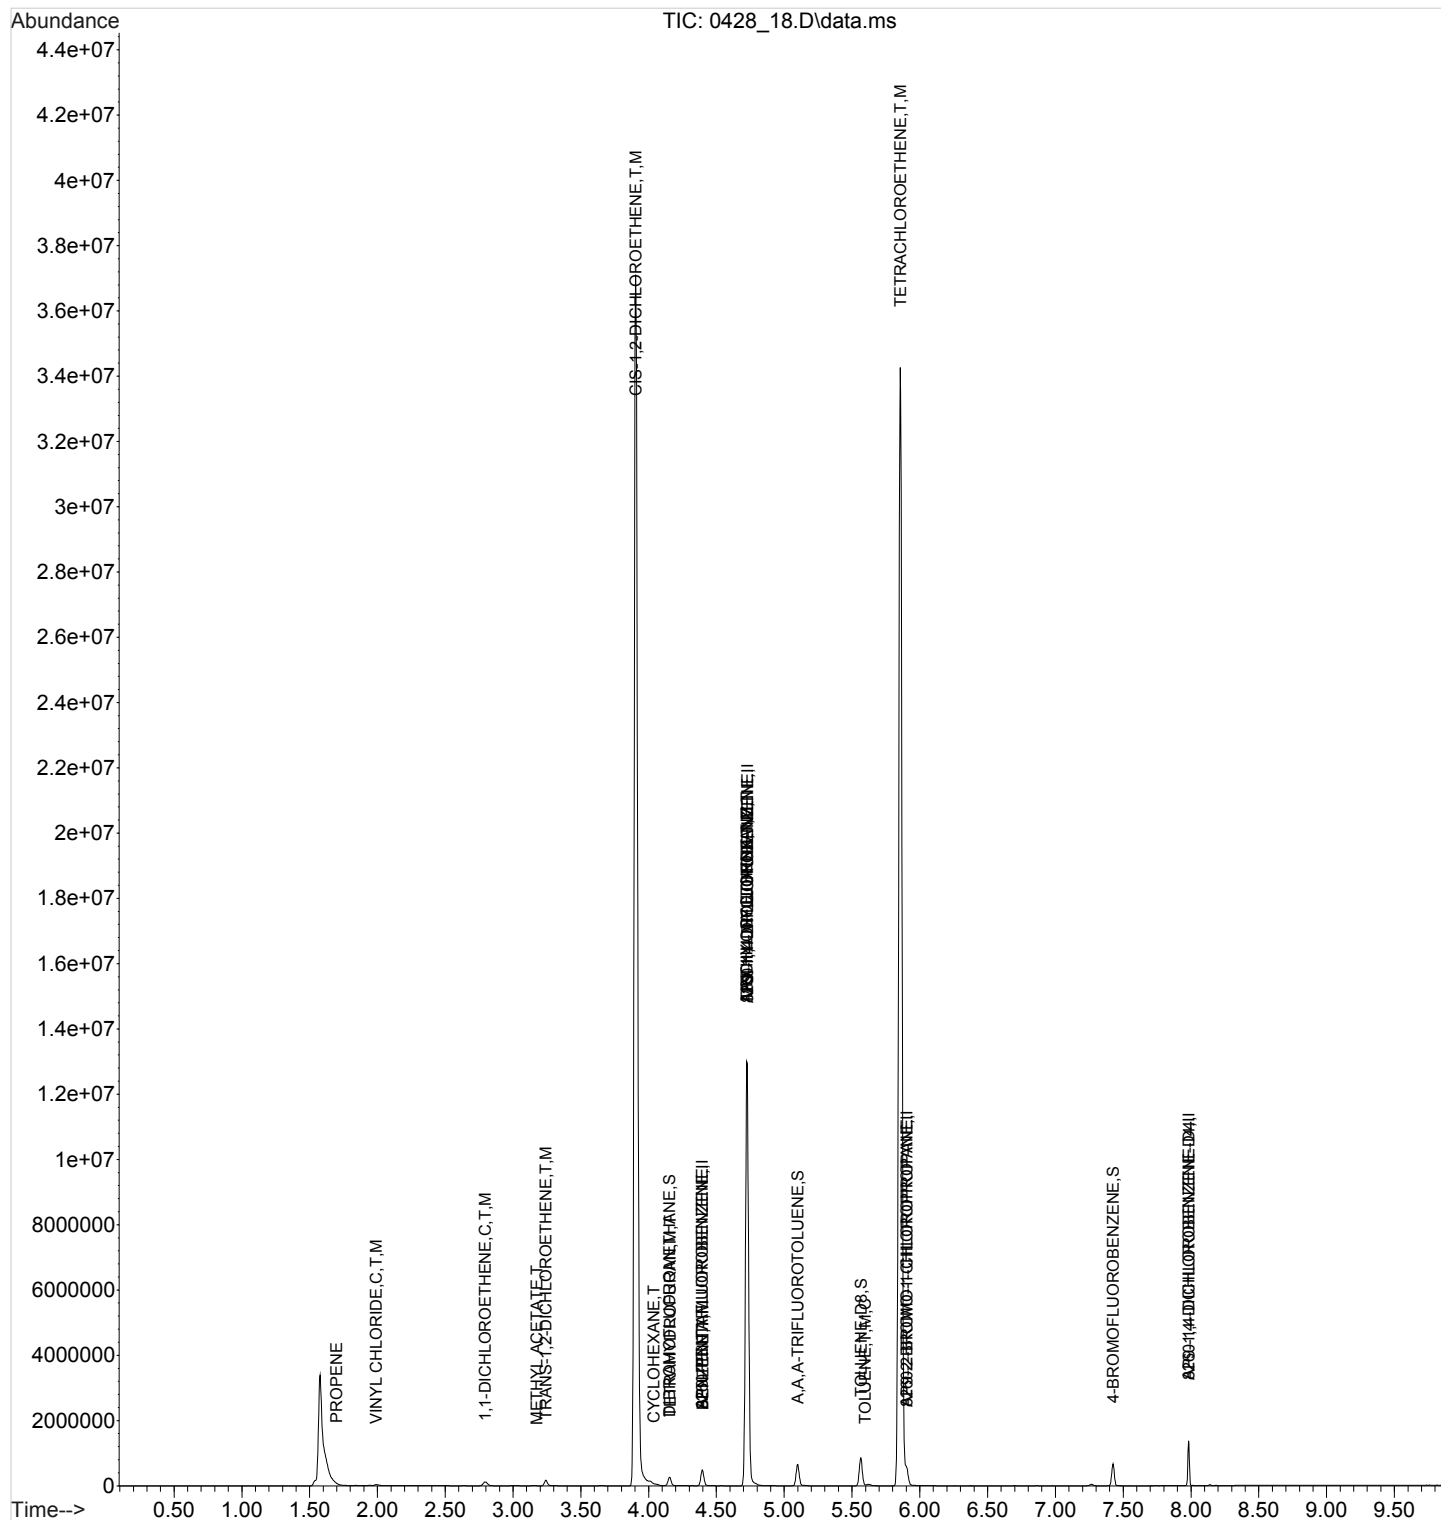 Abundance
TIC: 0428_18.D\data.ms
4.4e+07
4.2e+07
4e+07
3.8e+07
3.6e+07
3.4e+07
3.2e+07
3e+07
2.8e+07
2.6e+07
2.4e+07
2.2e+07
2e+07
1.8e+07
1.6e+07
1.4e+07
1.2e+07
1e+07
8000000
6000000
4000000
2000000
0
PROPENE
VINYL CHLORIDE,C,T,M
1,1-DICHLOROETHENE,C,T,M
METHYL ACETATE,T
TRANS-1,2-DICHLOROETHENE,T,M
CIS-1,2-DICHLOROETHENE,T,M
CYCLOHEXANE,T
A,A,A-TRIFLUOROTOLUENE,S
TOLUENE-D8,S
TOLUENE,T,M,C
TETRACHLOROETHENE,T,M
4-BROMOFLUOROBENZENE,S
Time-->
0.50 1.00 1.50 2.00 2.50 3.00 3.50 4.00 4.50 5.00 5.50 6.00 6.50 7.00 7.50 8.00 8.50 9.00 9.50